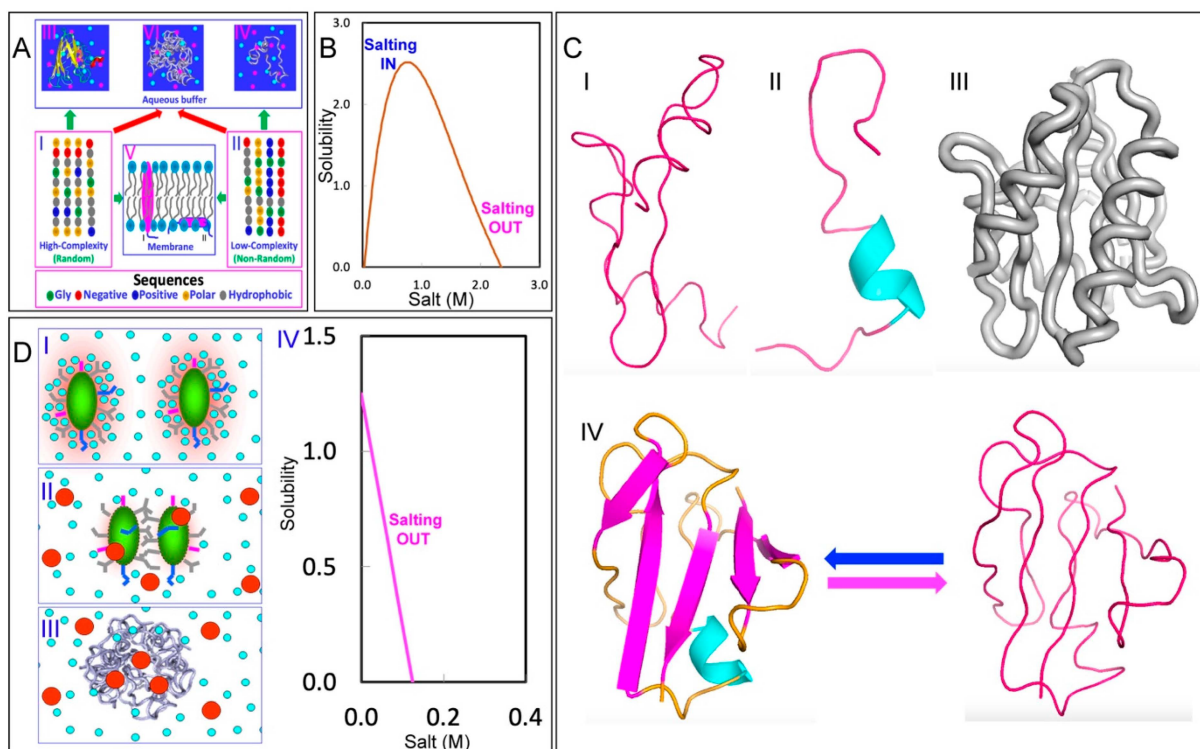 A
III
VI
IV
Aqueous buffer
I
II
V
I
II
Membrane
High-Complexity
(Random)
Low-Complexity
(Non-Random)
Sequences
Gly Negative Positive Polar Hydrophobic
B
3.0
2.0
1.0
0.0
Solubility
Salting
IN
Salting
OUT
0.0 1.0 2.0 3.0
Salt (M)
C
I
II
III
IV
D
I
II
III
IV
1.5
1.0
0.5
0.0
Solubility
Salting
OUT
0.0 0.2 0.4
Salt (M)